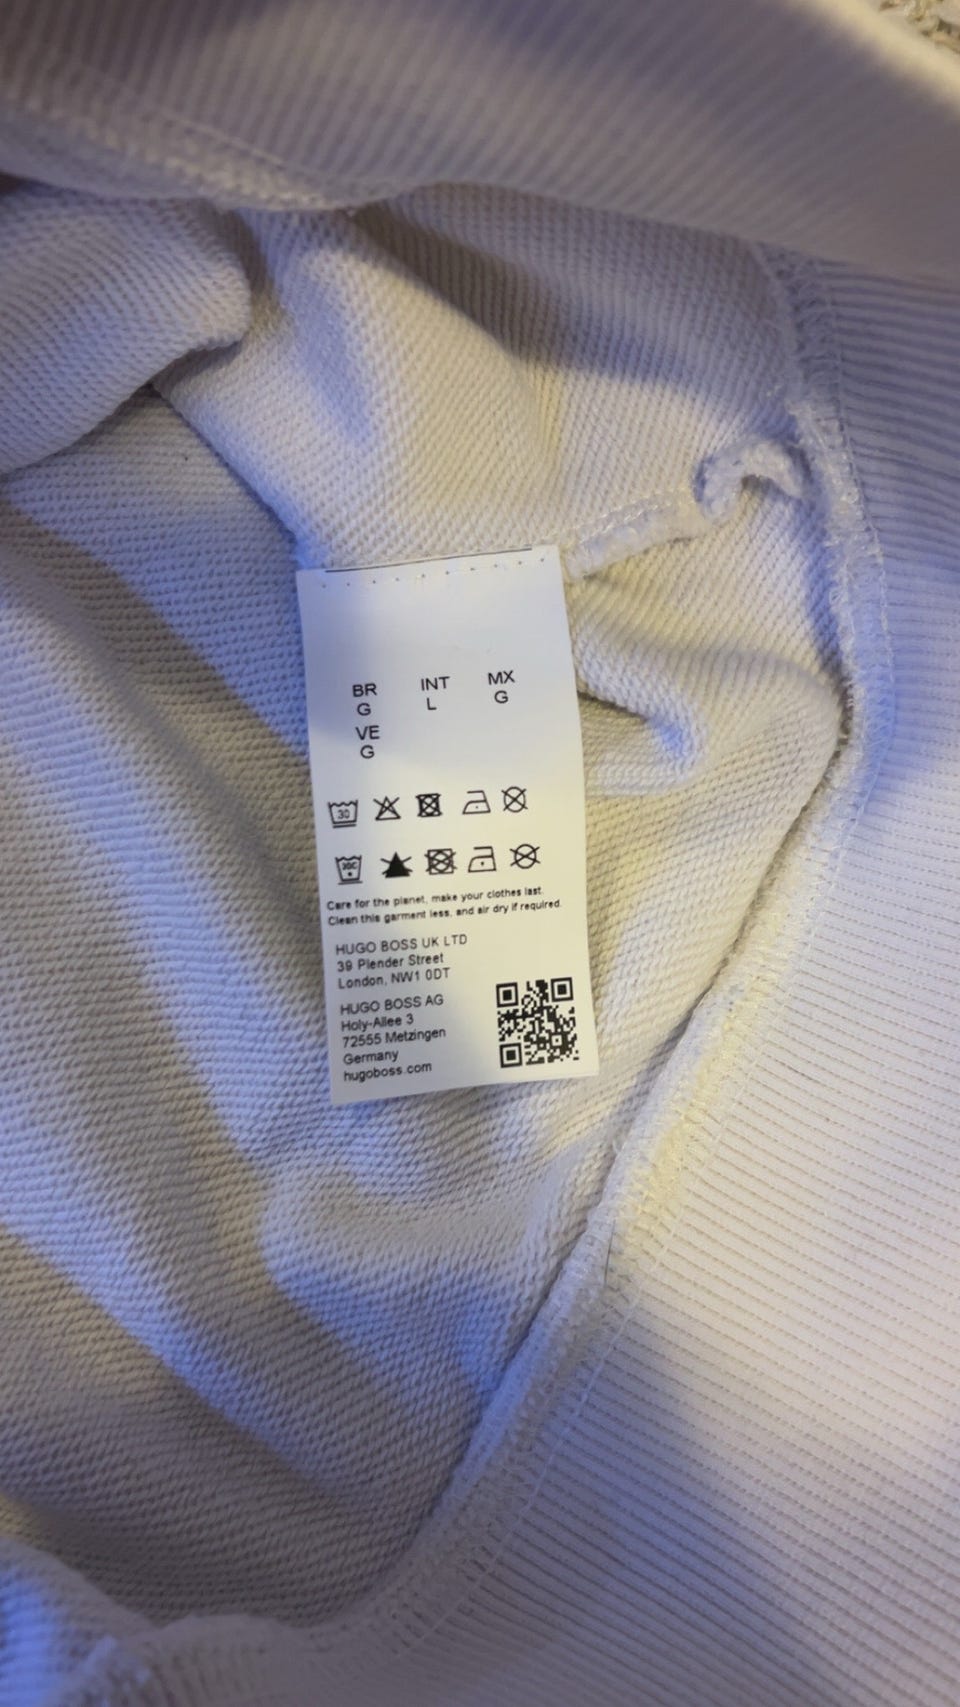 BR INT MX
G L G
VE
G
30
30C
Care for the planet, make your clothes last.
Clean this garment less, and air dry if required.
HUGO BOSS UK LTD
39 Plender Street
London, NW1 0DT
HUGO BOSS AG
Holy-Allee 3
72555 Metzingen
Germany
hugoboss.com